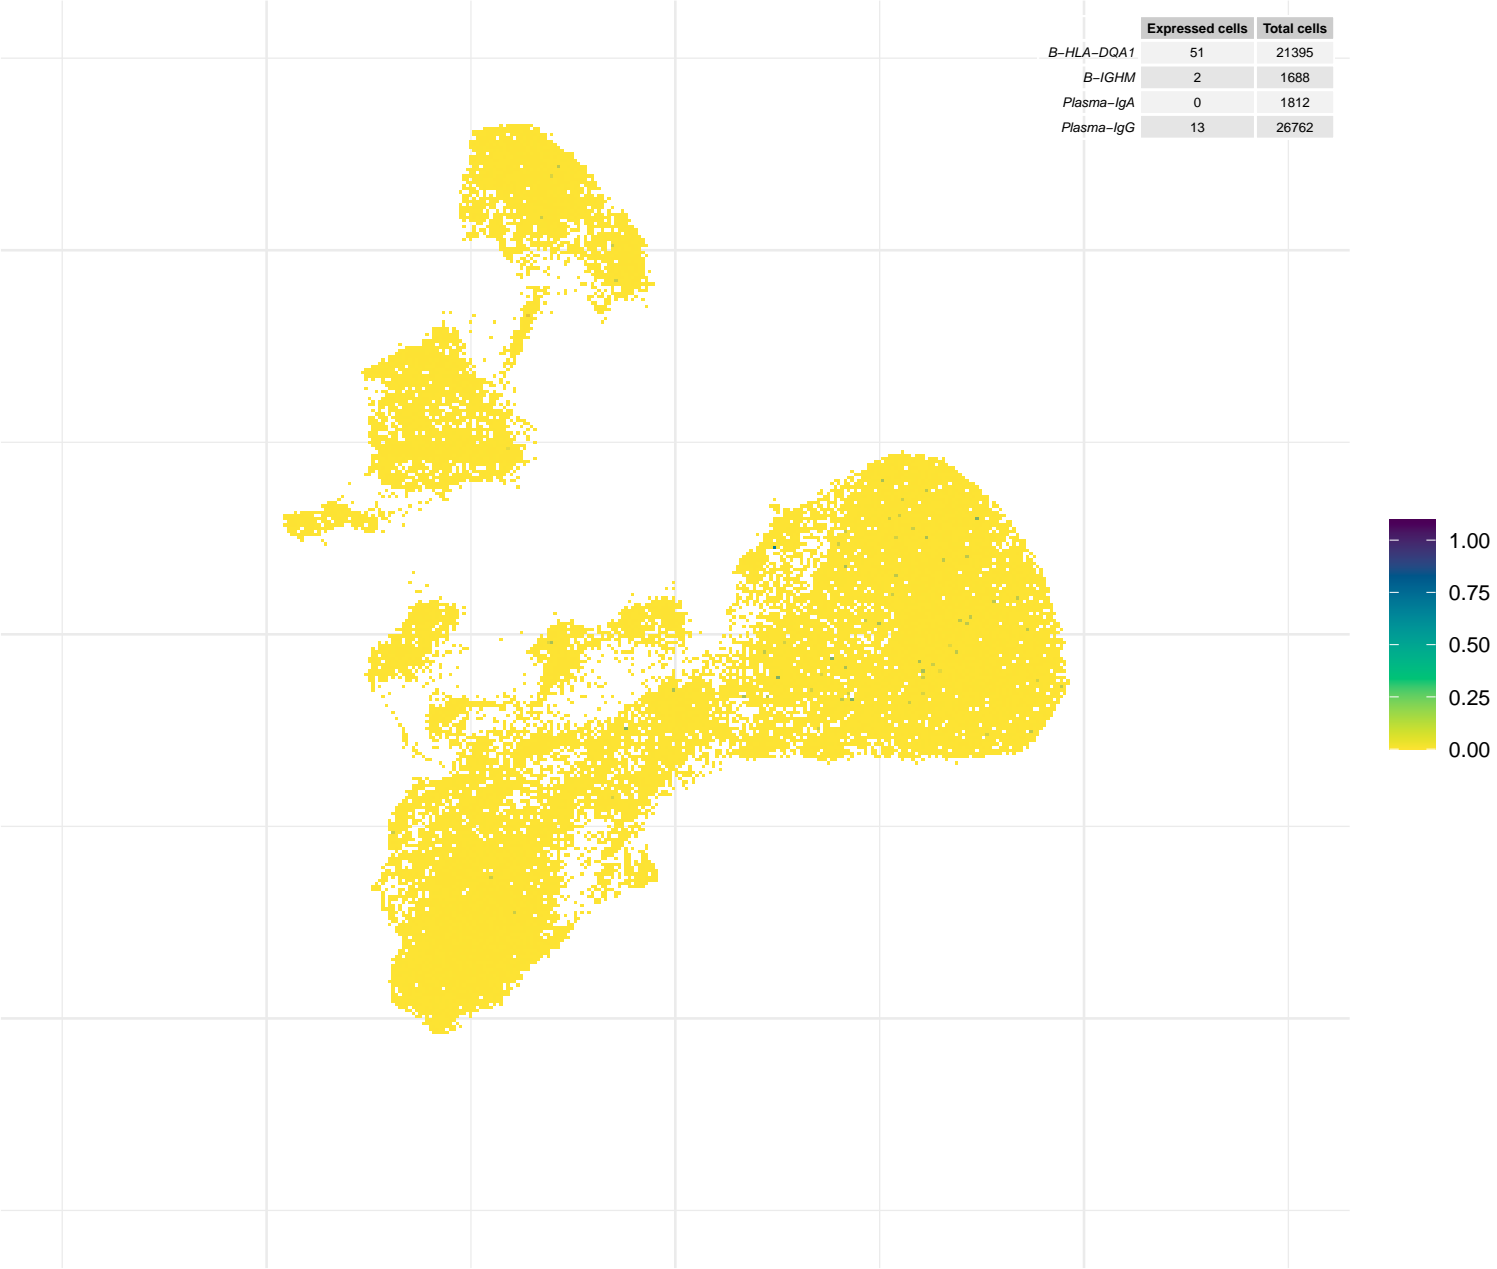 Expressed cells Total cells
B−HLA−DQA1 51 21395
B−IGHM 2 1688
Plasma−IgA 0 1812
Plasma−IgG 13 26762
1.00
0.75
0.50
0.25
0.00